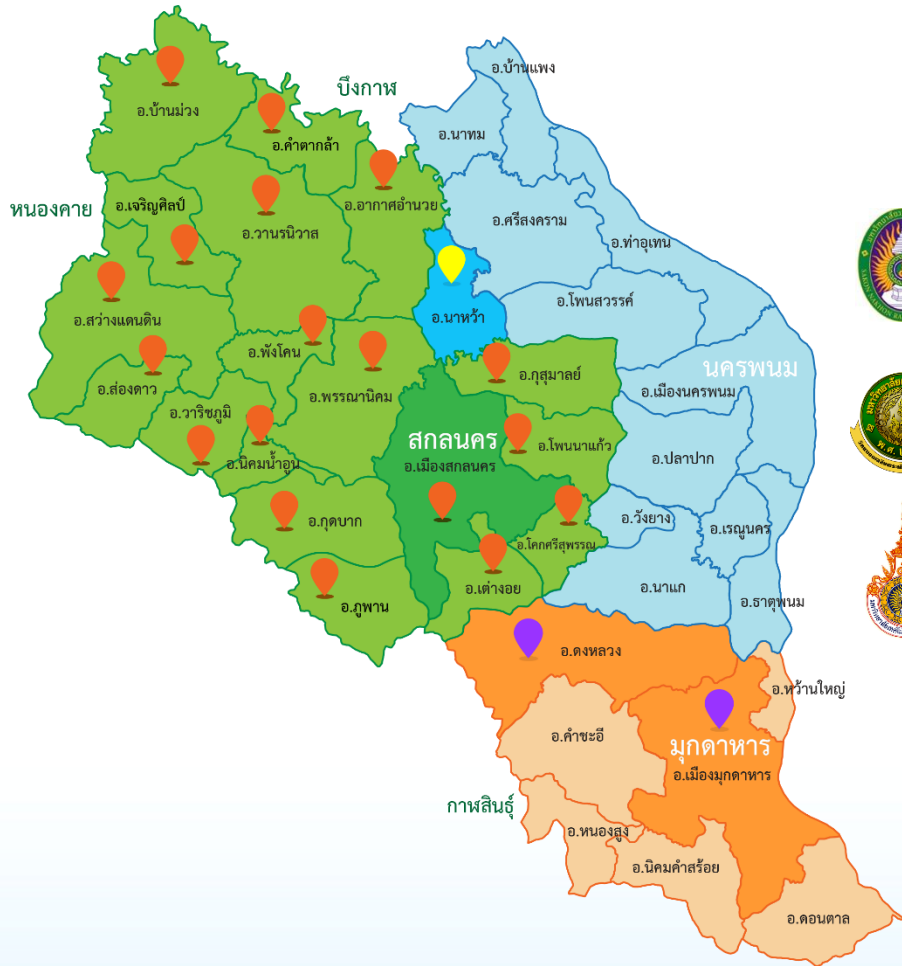 อ.บ้านแพง
บึงกาฬ
อ.บ้านม่วง
อ.นาทม
อ.คำตากล้า
หนองคาย
อ.เจริญศิลป์
อ.วานรนิวาส
อ.อากาศอำนวย
อ.ศรีสงคราม
อ.ท่าอุเทน
อ.โพนสวรรค์
อ.สว่างแดนดิน
อ.นาหว้า
อ.พังโคน
นครพนม
อ.กุสุมาลย์
อ.ส่องดาว
อ.พรรณานิคม
อ.เมืองนครพนม
อ.วาริชภูมิ
สกลนคร
อ.โพนนาแก้ว
อ.เมืองสกลนคร
อ.นิคมน้ำอูน
อ.ปลาปาก
อ.กุดบาก
อ.วังยาง
อ.เรณูนคร
อ.โคกศรีสุพรรณ
อ.ภูพาน
อ.เต่างอย
อ.นาแก
อ.ธาตุพนม
อ.ดงหลวง
อ.หว้านใหญ่
อ.คำชะอี
มุกดาหาร
อ.เมืองมุกดาหาร
กาฬสินธุ์
อ.หนองสูง
อ.นิคมคำสร้อย
อ.ดอนตาล